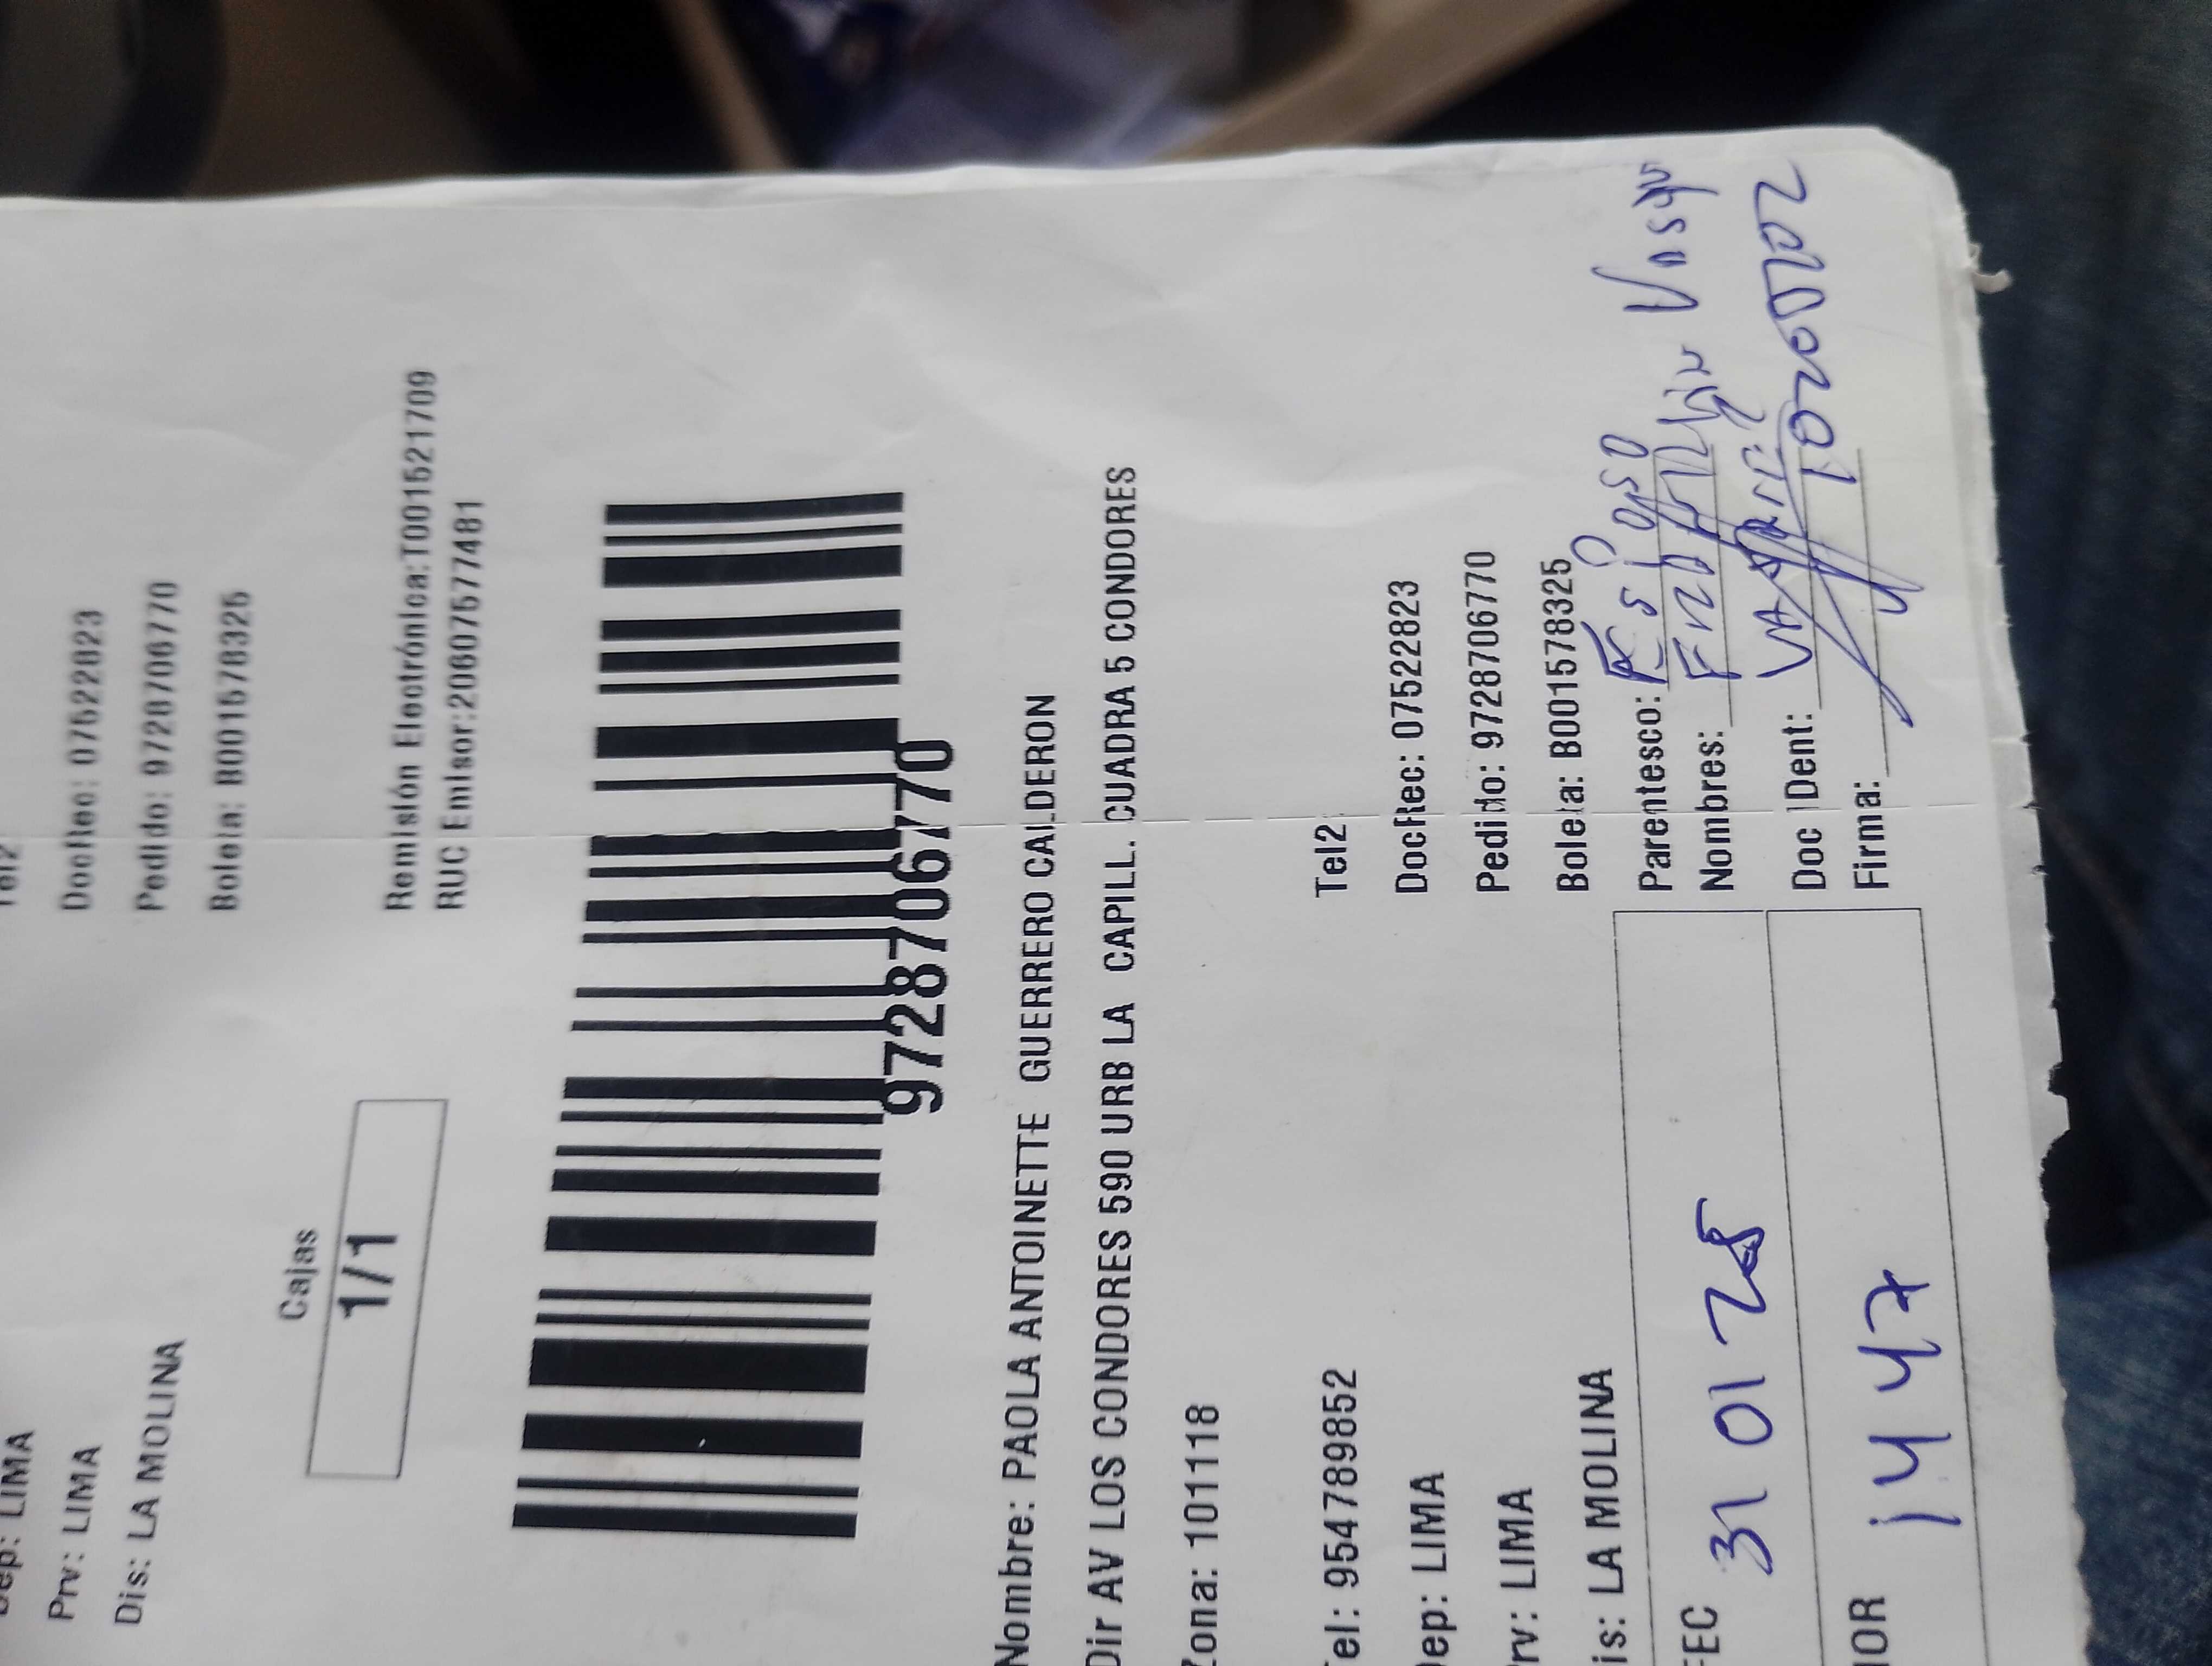 Tel2
DocRec: 07522823
Pedido: 9728706770
Boleta: B001578325
Dep: LIMA
Prv: LIMA
Dis: LA MOLINA
Remisión Electrónica:T001521709
RUC Emisor:20607577481
Cajas
1/1
9728706770
Nombre: PAOLA ANTOINETTE GUERRERO CALDERON
Dir AV LOS CONDORES 590 URB LA CAPILL. CUADRA 5 CONDORES
Zona: 101118
Tel: 954789852
Tel2
Dep: LIMA
DocRec: 07522823
Prv: LIMA
Pedido: 9728706770
Dis: LA MOLINA
Boleta: B001578325
FEC 31 01 25
Parentesco: Esposo
Nombres:
HOR 14 47
Doc Dent:
Firma: